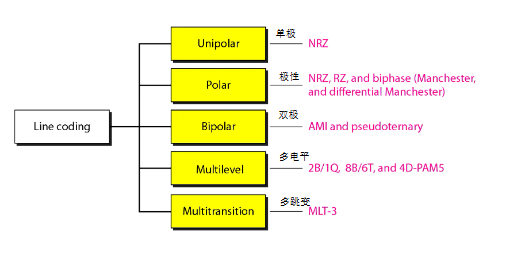 单极
Unipolar
NRZ
极性
Polar
NRZ, RZ, and biphase (Manchester,
and differential Manchester)
Line coding
双极
Bipolar
AMI and pseudoternary
多电平
Multilevel
2B/1Q, 8B/6T, and 4D-PAM5
多跳变
Multitransition
MLT-3